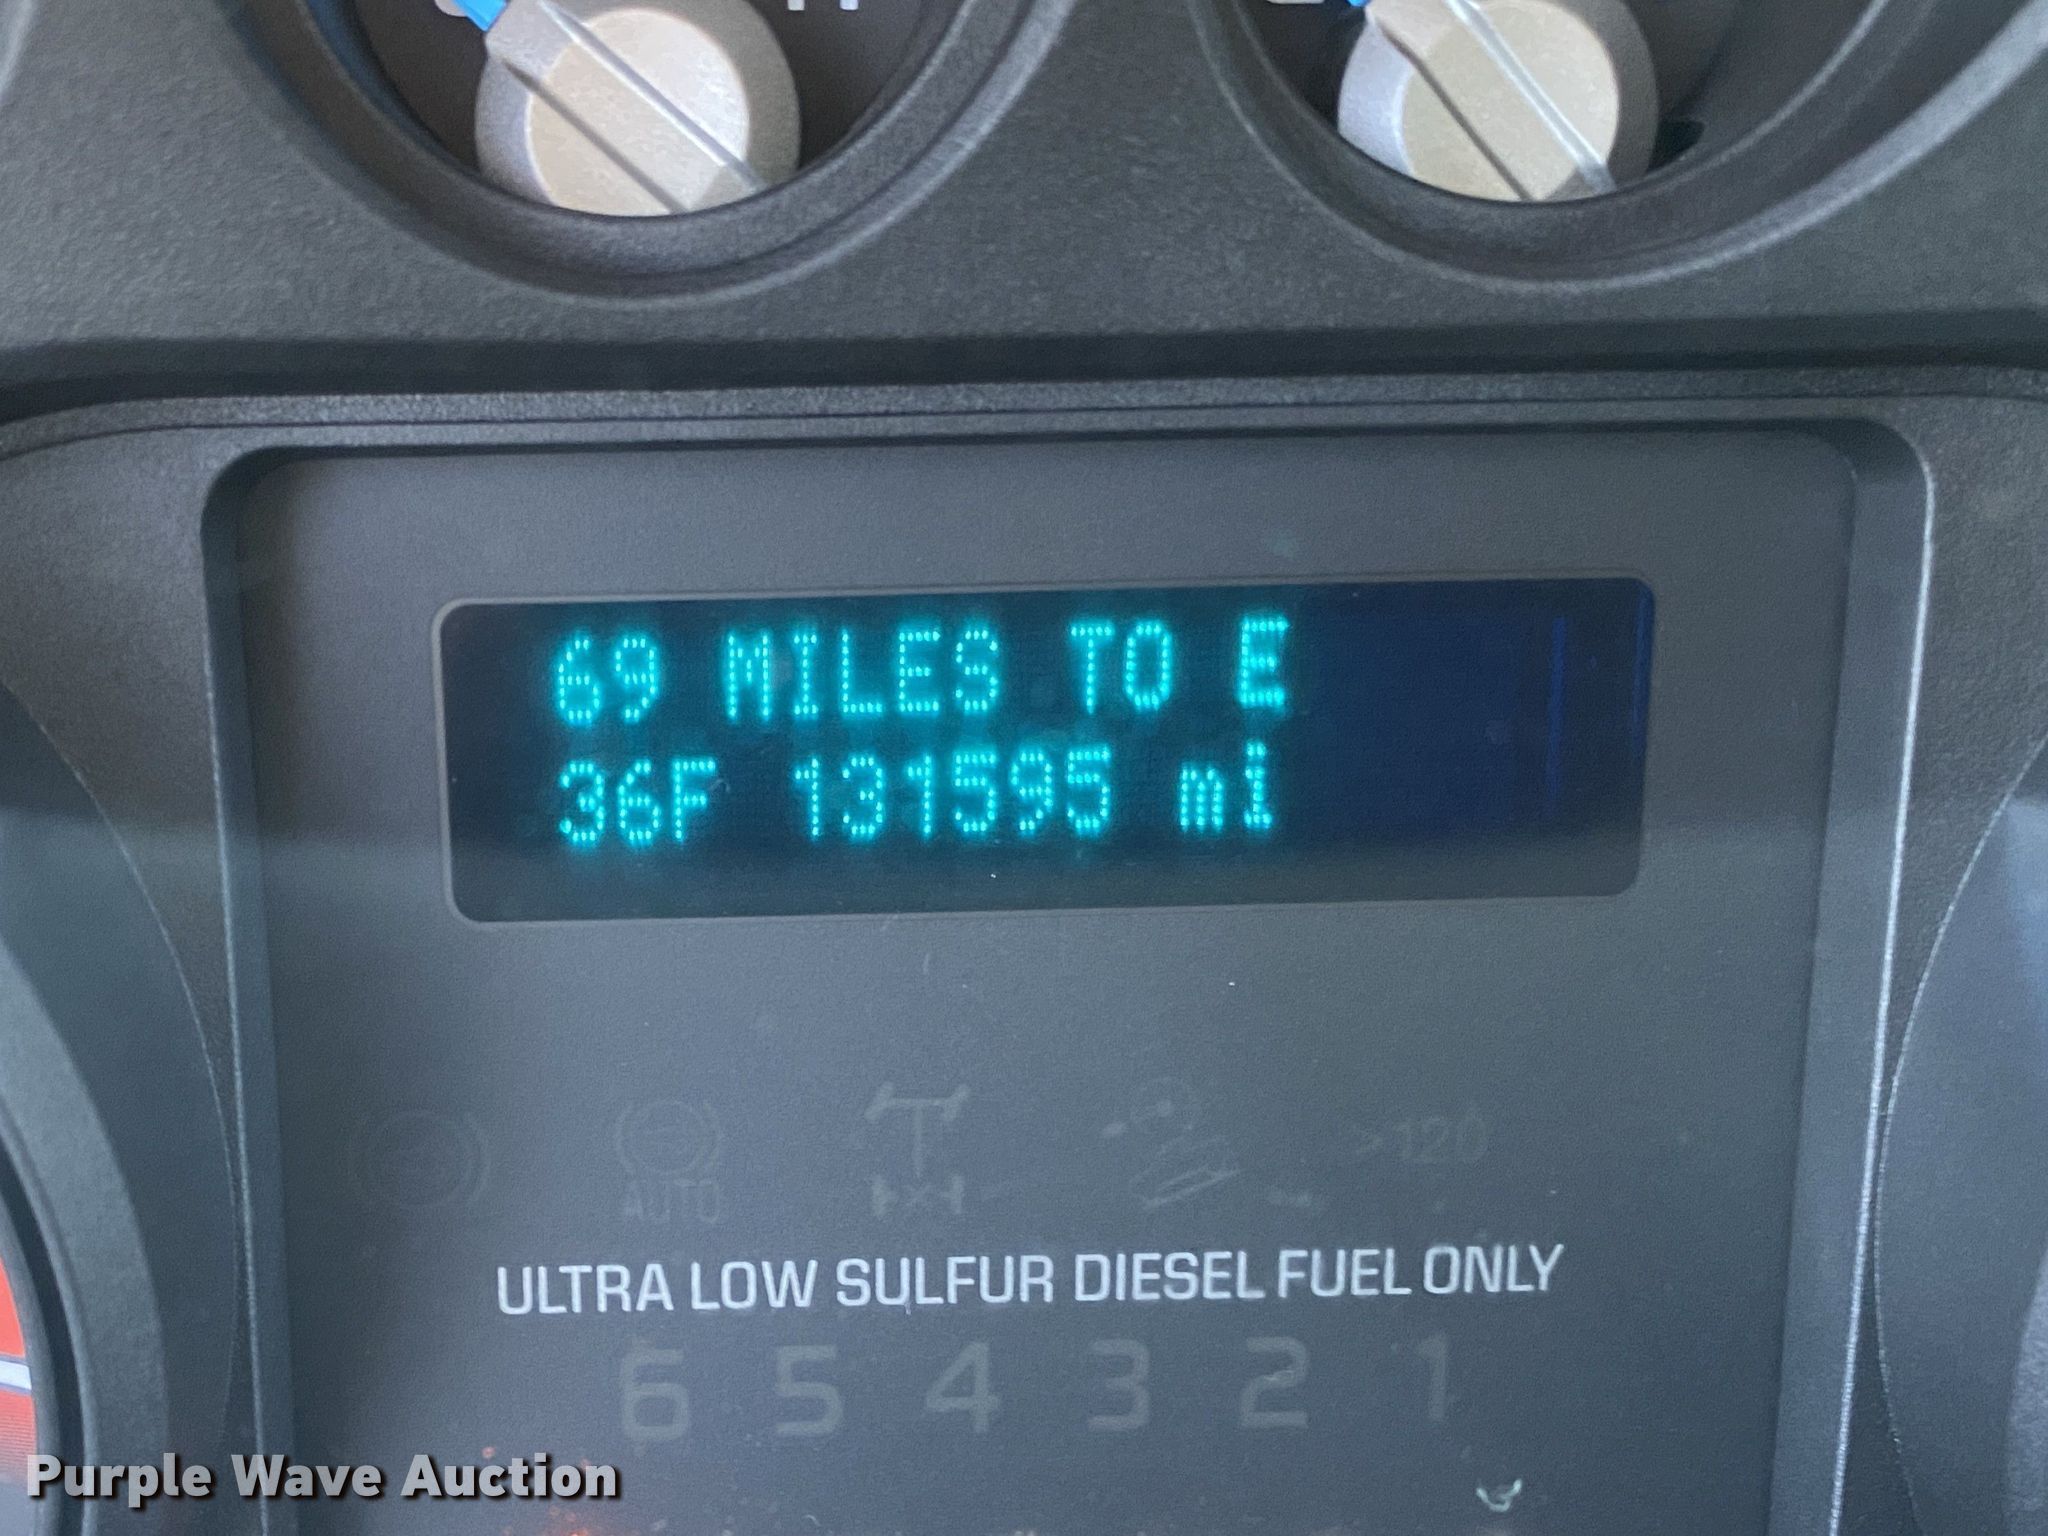 69 MILES TO E
36F 131595 mi
AUTO
>120
ULTRA LOW SULFUR DIESEL FUEL ONLY
6 5 4 3 2 1
Purple Wave Auction